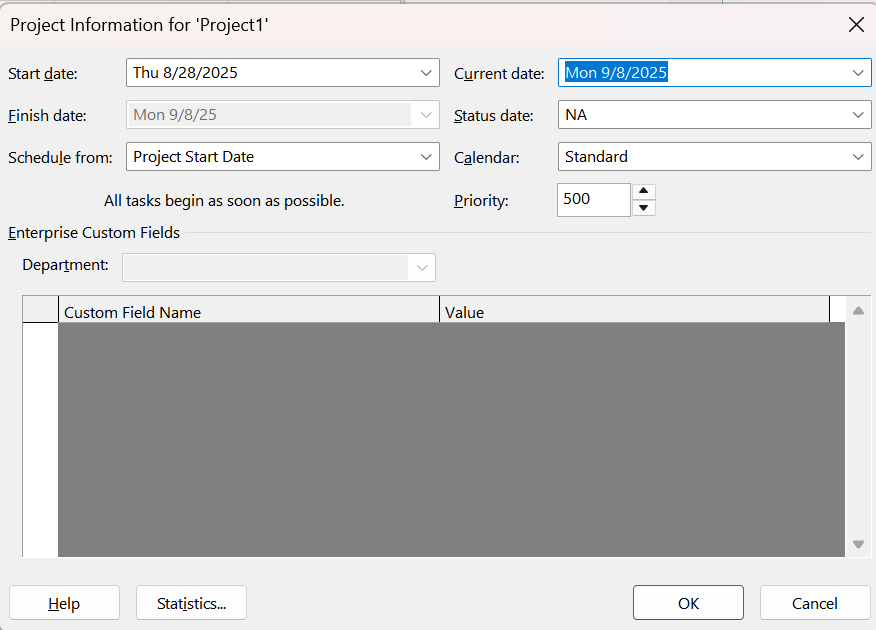 Project Information for 'Project1'
Start date: Thu 8/28/2025 Current date: Mon 9/8/2025
Finish date: Mon 9/8/25 Status date: NA
Schedule from: Project Start Date Calendar: Standard
All tasks begin as soon as possible. Priority: 500
Enterprise Custom Fields
Department:
Custom Field Name Value
Help Statistics... OK Cancel